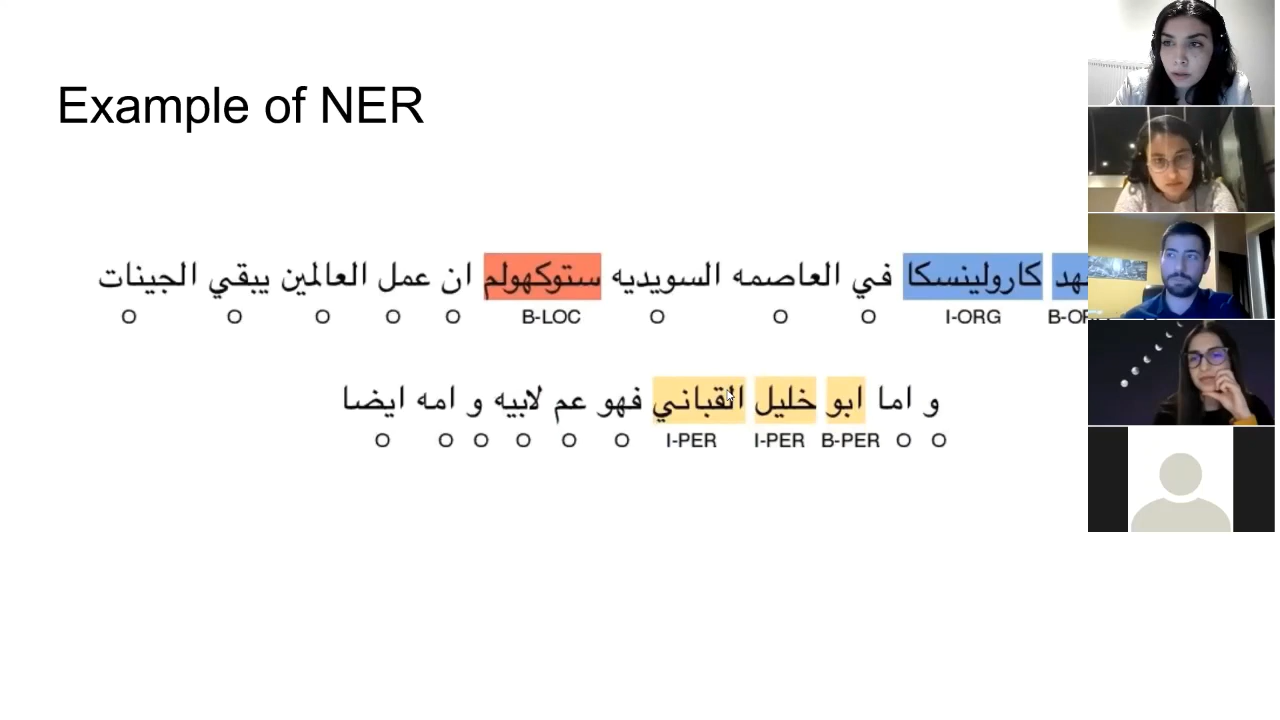 Example of NER
كارولينسكا في العاصمه السويديه ستوكهولم ان عمل العالمين يبقي الجينات
B-OR I-ORG O O O B-LOC O O O O O
و اما ابو خليل القباني فهو عم لابيه و امه ايضا
O O B-PER I-PER I-PER O O O O O O